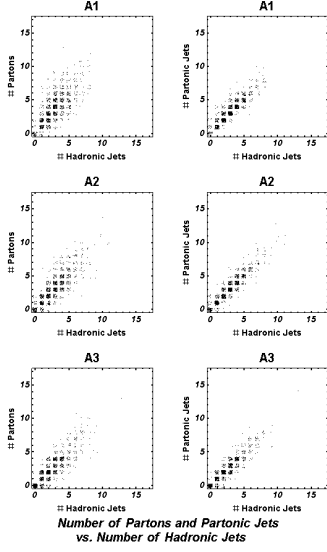 A1 A1
# Partons
15
10
5
0
0 5 10 15
# Hadronic Jets
# Partonic Jets
15
10
5
0
0 5 10 15
# Hadronic Jets
A2 A2
# Partons
15
10
5
0
0 5 10 15
# Hadronic Jets
# Partonic Jets
15
10
5
0
0 5 10 15
# Hadronic Jets
A3 A3
# Partons
15
10
5
0
0 5 10 15
# Hadronic Jets
# Partonic Jets
15
10
5
0
0 5 10 15
# Hadronic Jets
Number of Partons and Partonic Jets
vs. Number of Hadronic Jets